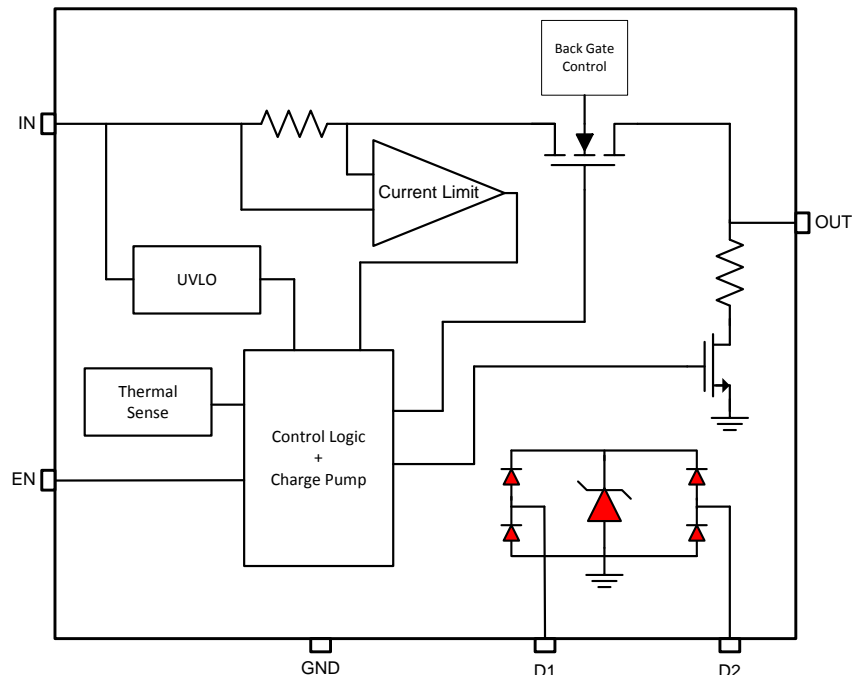 Back Gate
Control
IN
Current Limit
OUT
UVLO
Thermal
Sense
Control Logic
+
Charge Pump
EN
GND
D1
D2